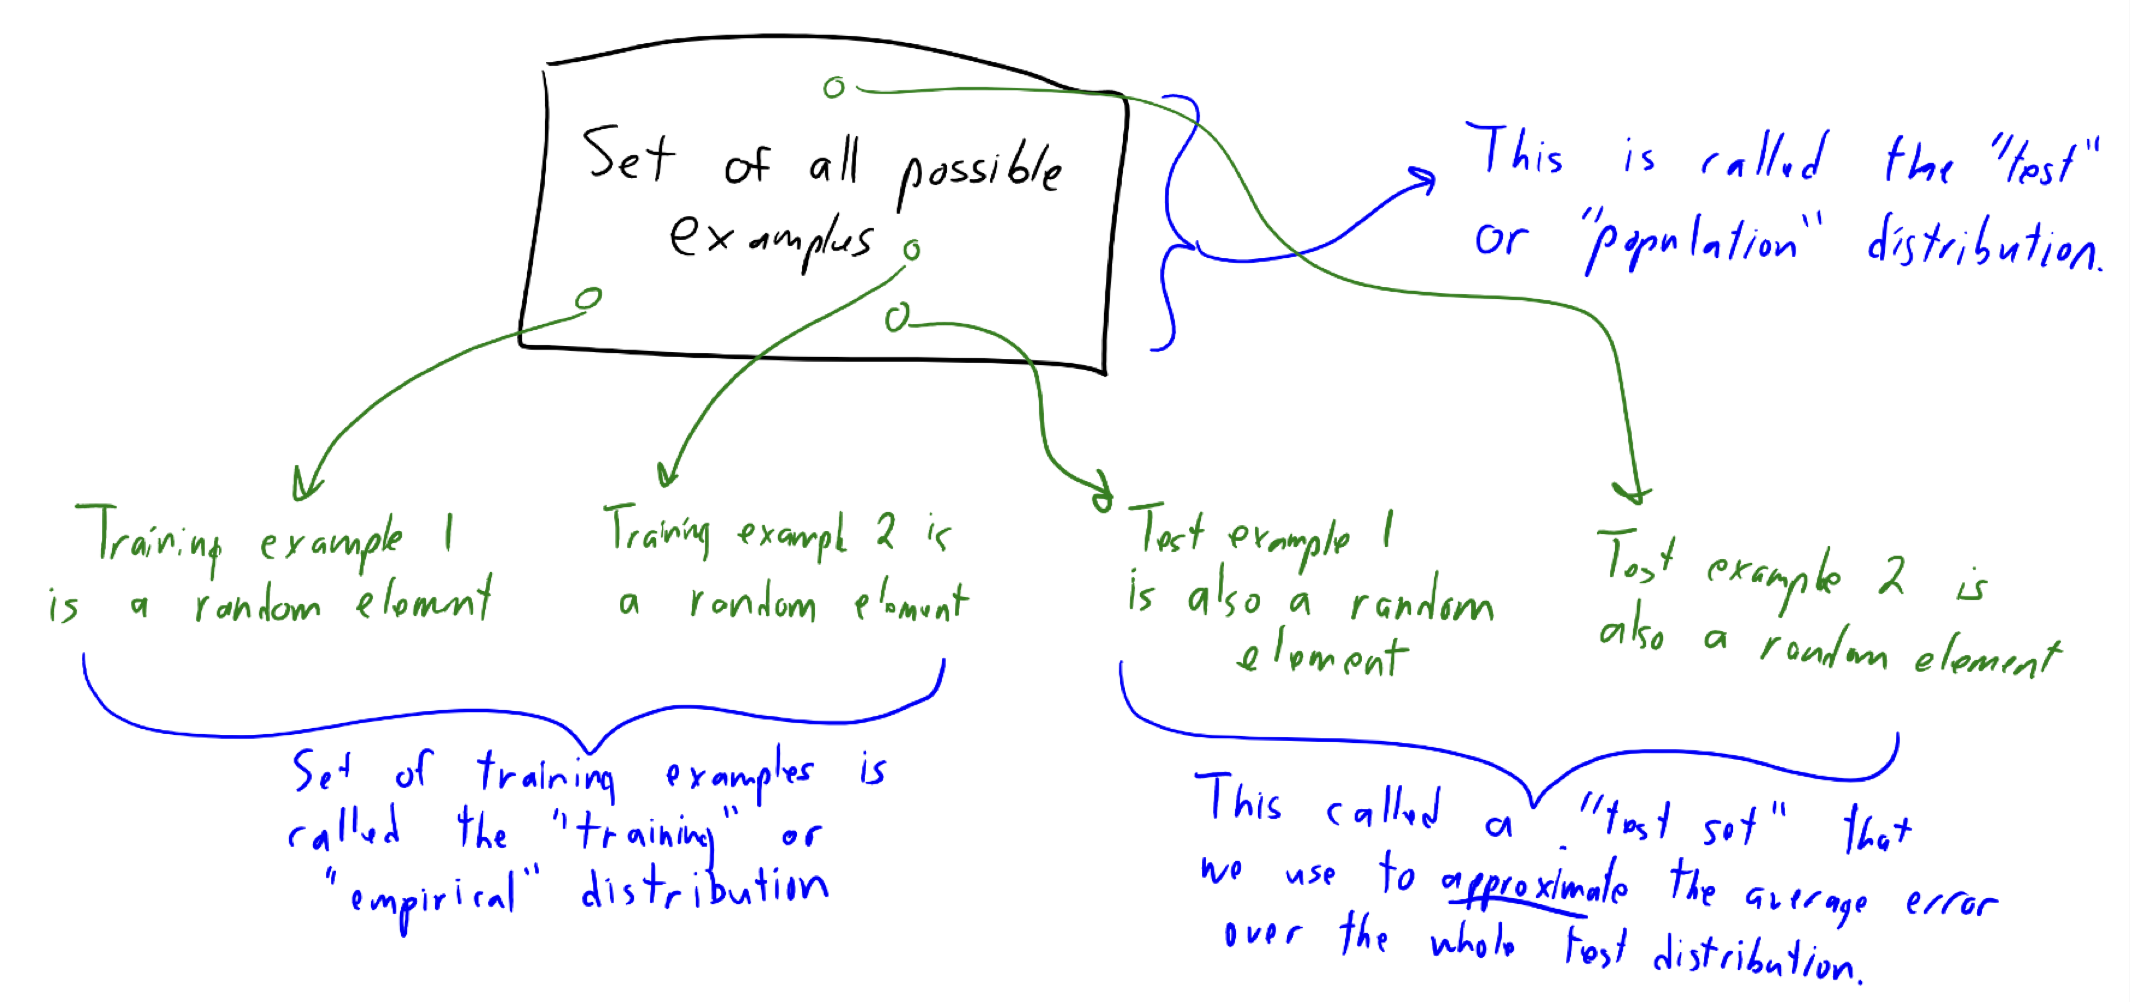 Set of all possible
examples
This is called the "test"
or "population" distribution.
Training example 1
is a random element
Training exampl 2 is
a random element
Test example 1
is also a random
element
Test example 2 is
also a random element
Set of training examples is
called the "training" or
"empirical" distribution
This called a "test set" that
we use to approximate the average error
over the whole test distribution.